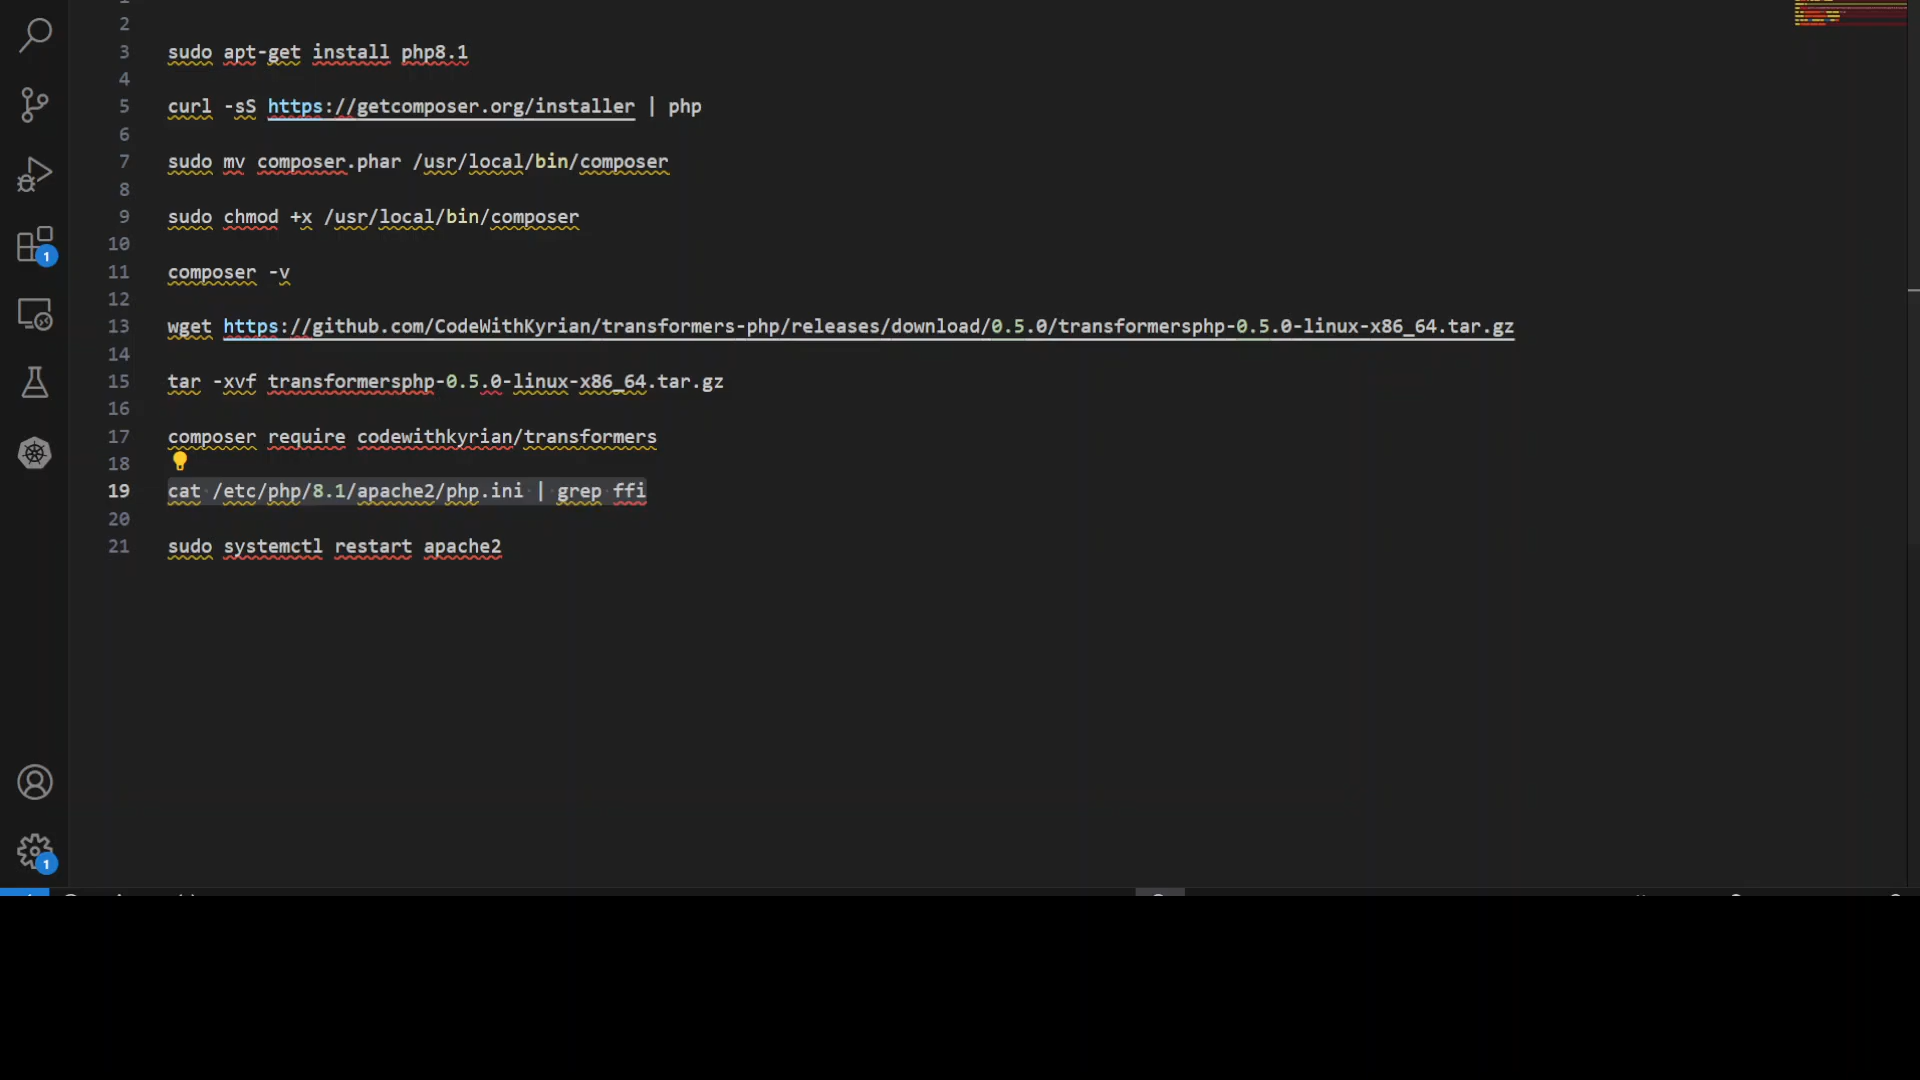 2
3 sudo apt-get install php8.1
4
5 curl -sS https://getcomposer.org/installer | php
6
7 sudo mv composer.phar /usr/local/bin/composer
8
9 sudo chmod +x /usr/local/bin/composer
10
11 composer -v
12
13 wget https://github.com/CodeWithKyrian/transformers-php/releases/download/0.5.0/transformersphp-0.5.0-linux-x86_64.tar.gz
14
15 tar -xvf transformersphp-0.5.0-linux-x86_64.tar.gz
16
17 composer require codewithkyrian/transformers
18
19 cat /etc/php/8.1/apache2/php.ini | grep ffi
20
21 sudo systemctl restart apache2
1
1